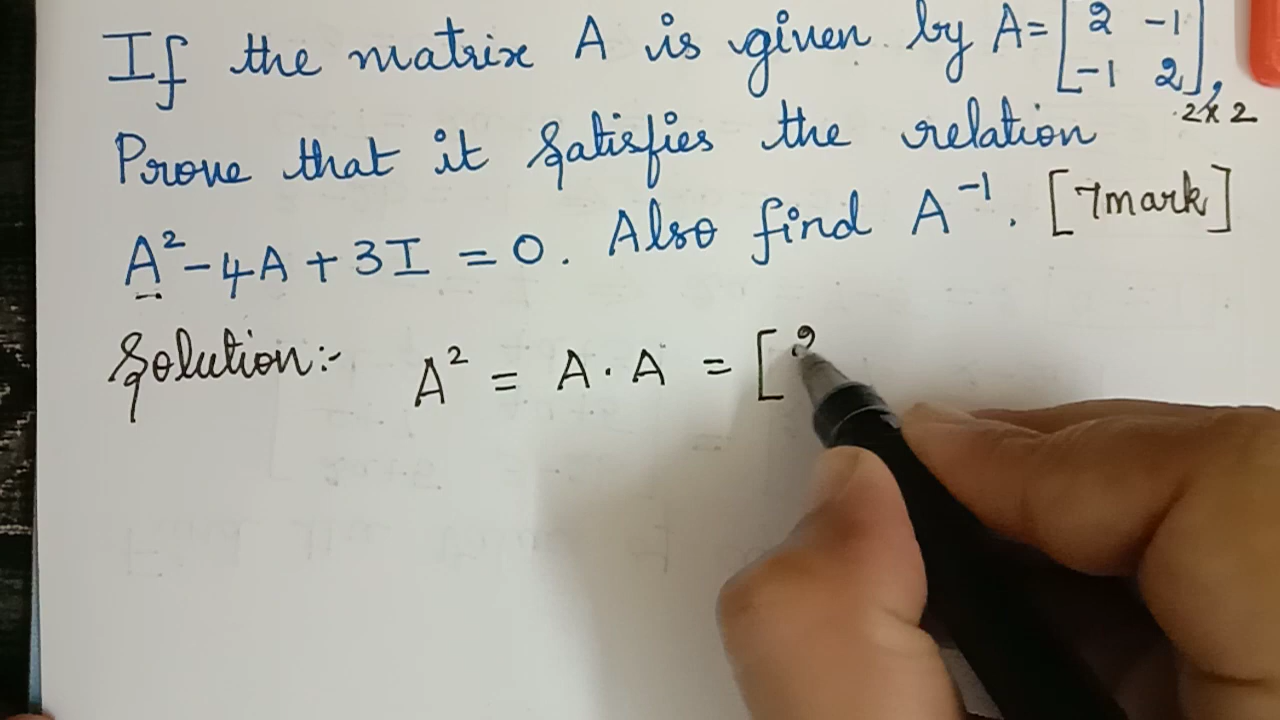 If the matrix A is given by A = [2 -1
-1 2],
2x2
Prove that it satisfies the relation
A² - 4A + 3I = 0. Also find A⁻¹. [7mark]
Solution:- A² = A · A = [2